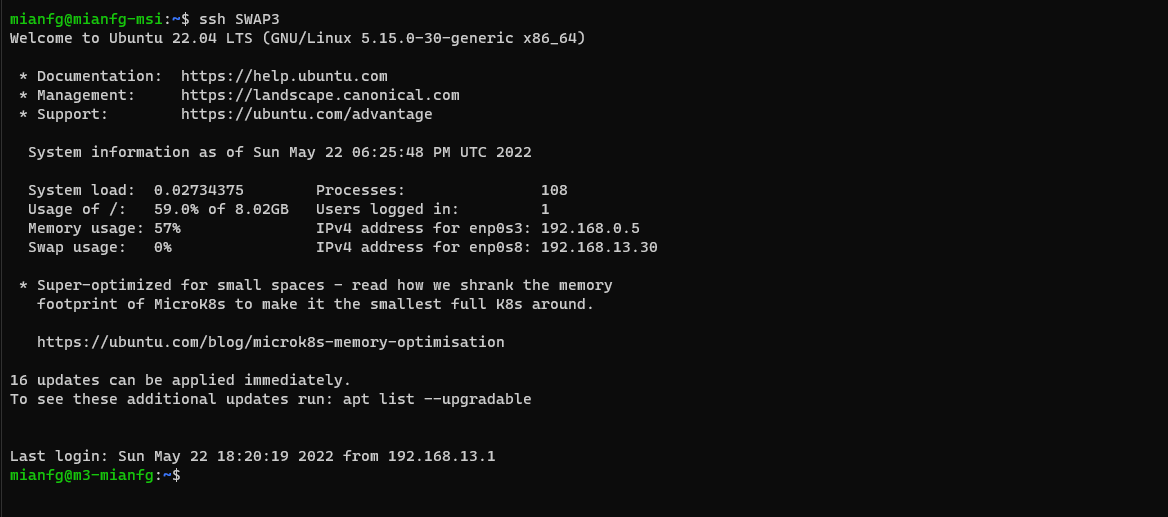 mianfg@mianfg-msi:~$ ssh SWAP3
Welcome to Ubuntu 22.04 LTS (GNU/Linux 5.15.0-30-generic x86_64)
* Documentation:  https://help.ubuntu.com
* Management:     https://landscape.canonical.com
* Support:        https://ubuntu.com/advantage
System information as of Sun May 22 06:25:48 PM UTC 2022
System load:  0.02734375        Processes:               108
Usage of /:   59.0% of 8.02GB   Users logged in:         1
Memory usage: 57%               IPv4 address for enp0s3: 192.168.0.5
Swap usage:   0%                IPv4 address for enp0s8: 192.168.13.30
* Super-optimized for small spaces - read how we shrank the memory
footprint of MicroK8s to make it the smallest full K8s around.
https://ubuntu.com/blog/microk8s-memory-optimisation
16 updates can be applied immediately.
To see these additional updates run: apt list --upgradable
Last login: Sun May 22 18:20:19 2022 from 192.168.13.1
mianfg@m3-mianfg:~$